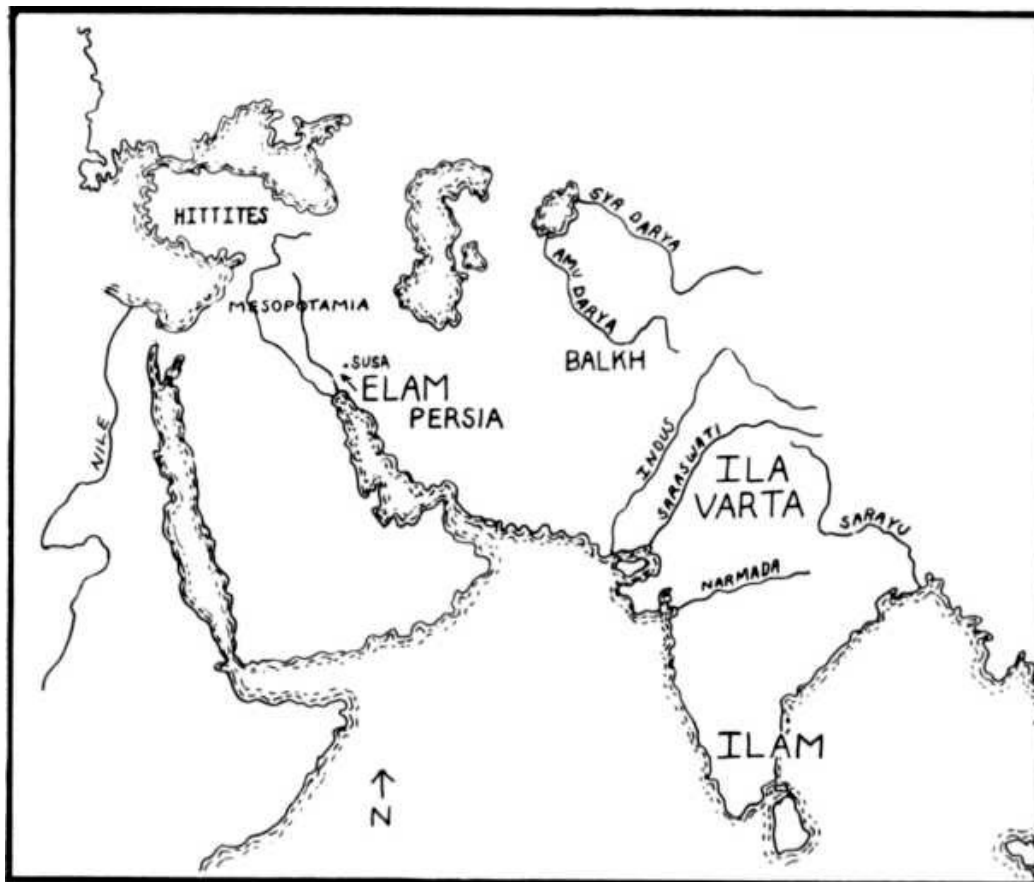 HITTITES
SYR DARYA
AMU DARYA
MESOPOTAMIA
BALKH
SUSA
ELAM
PERSIA
NILE
INDUS
SARASWATI
ILA
VARTA
SARAYU
NARMADA
ILAM
N